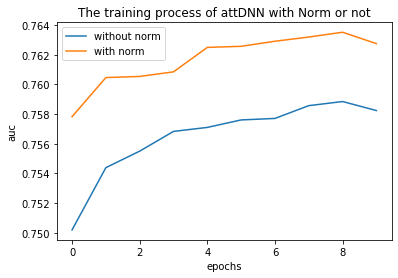 The training process of attDNN with Norm or not
without norm
with norm
auc
0.764
0.762
0.760
0.758
0.756
0.754
0.752
0.750
0 2 4 6 8
epochs